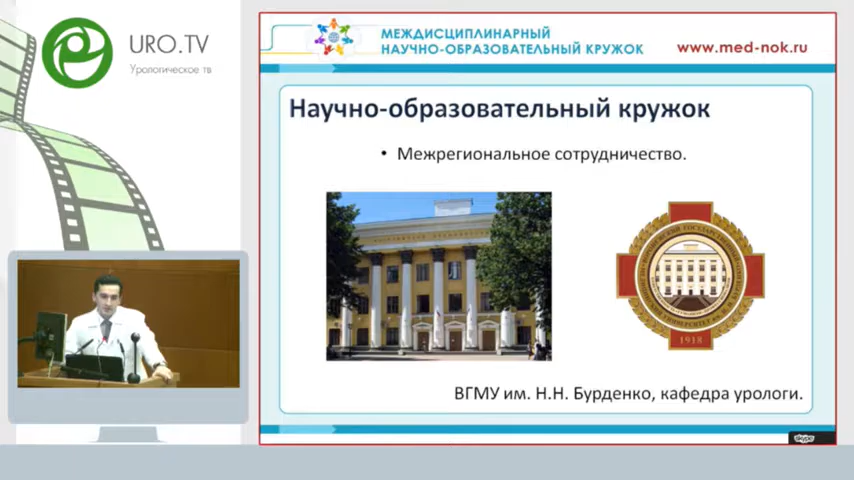 URO.TV
Урологическое тв
МЕЖДИСЦИПЛИНАРНЫЙ
НАУЧНО-ОБРАЗОВАТЕЛЬНЫЙ КРУЖОК
www.med-nok.ru
Научно-образовательный кружок
• Межрегиональное сотрудничество.
1918
ВГМУ им. Н.Н. Бурденко, кафедра урологи.
skype